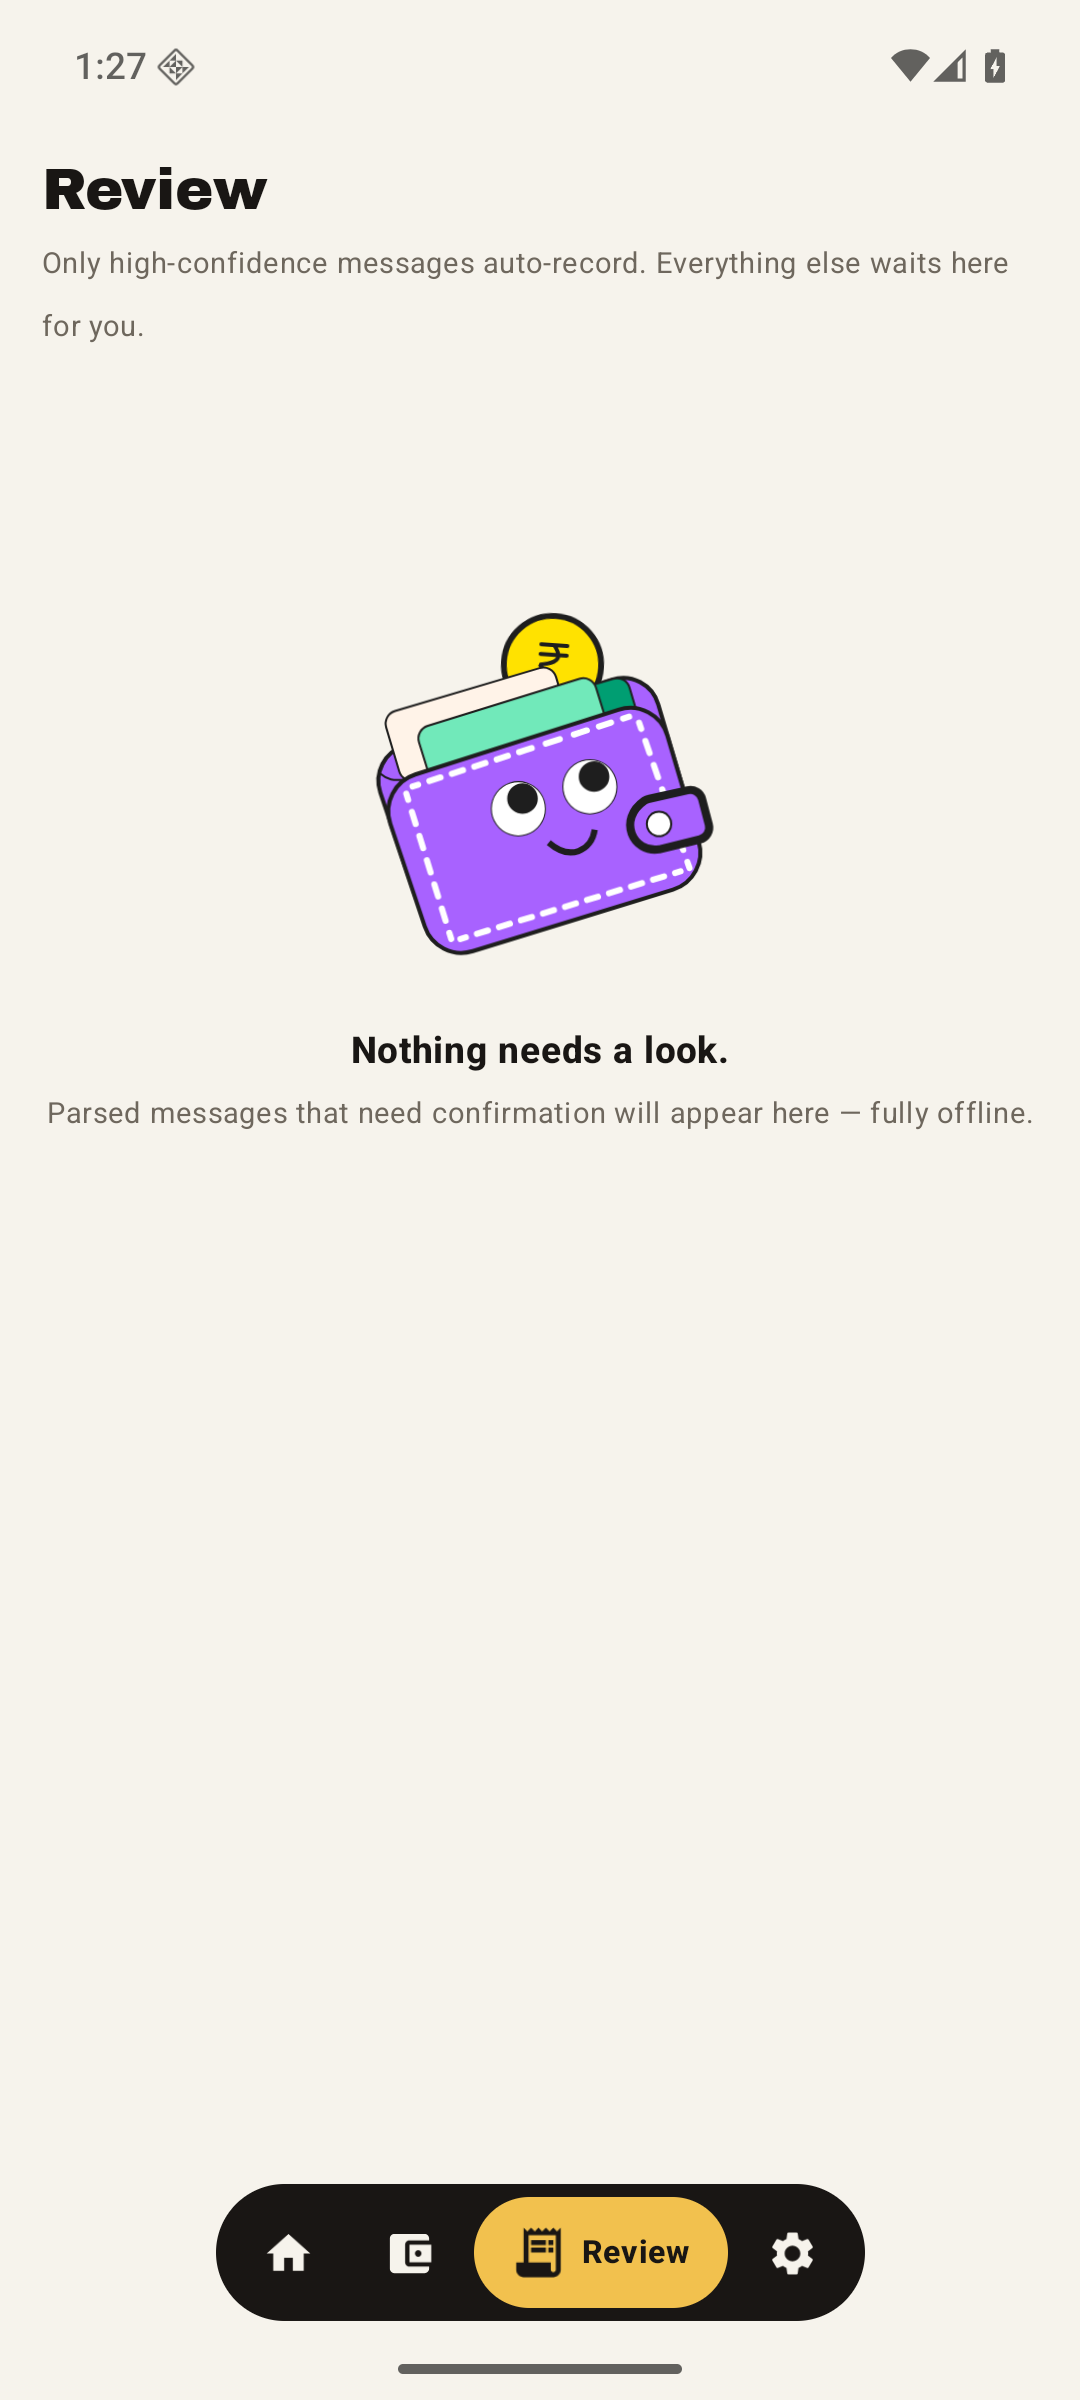 1:27
Review
Only high-confidence messages auto-record. Everything else waits here
for you.
₹
Nothing needs a look.
Parsed messages that need confirmation will appear here — fully offline.
Review